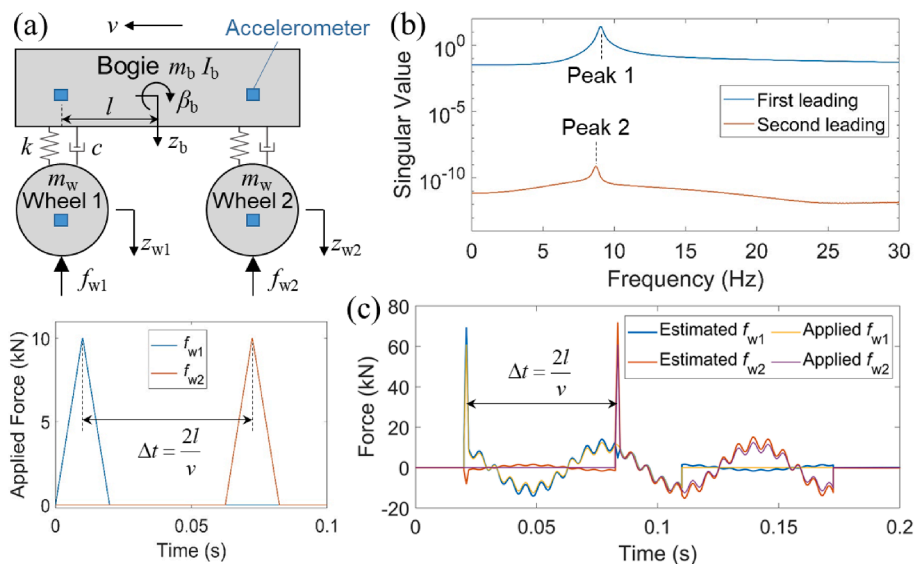 (a)
v
Accelerometer
Bogie m_b I_b
β_b
l
z_b
k
c
m_w
Wheel 1
m_w
Wheel 2
z_w1
z_w2
f_w1
f_w2
Applied Force (kN)
10
5
0
f_w1
f_w2
Δt = 2l/v
0
0.05
0.1
Time (s)
(b)
Singular Value
10^0
10^-5
10^-10
Peak 1
Peak 2
First leading
Second leading
0 5 10 15 20 25 30
Frequency (Hz)
(c)
Force (kN)
80
60
40
20
0
-20
Estimated f_w1 Applied f_w1
Estimated f_w2 Applied f_w2
Δt = 2l/v
0 0.05 0.1 0.15 0.2
Time (s)